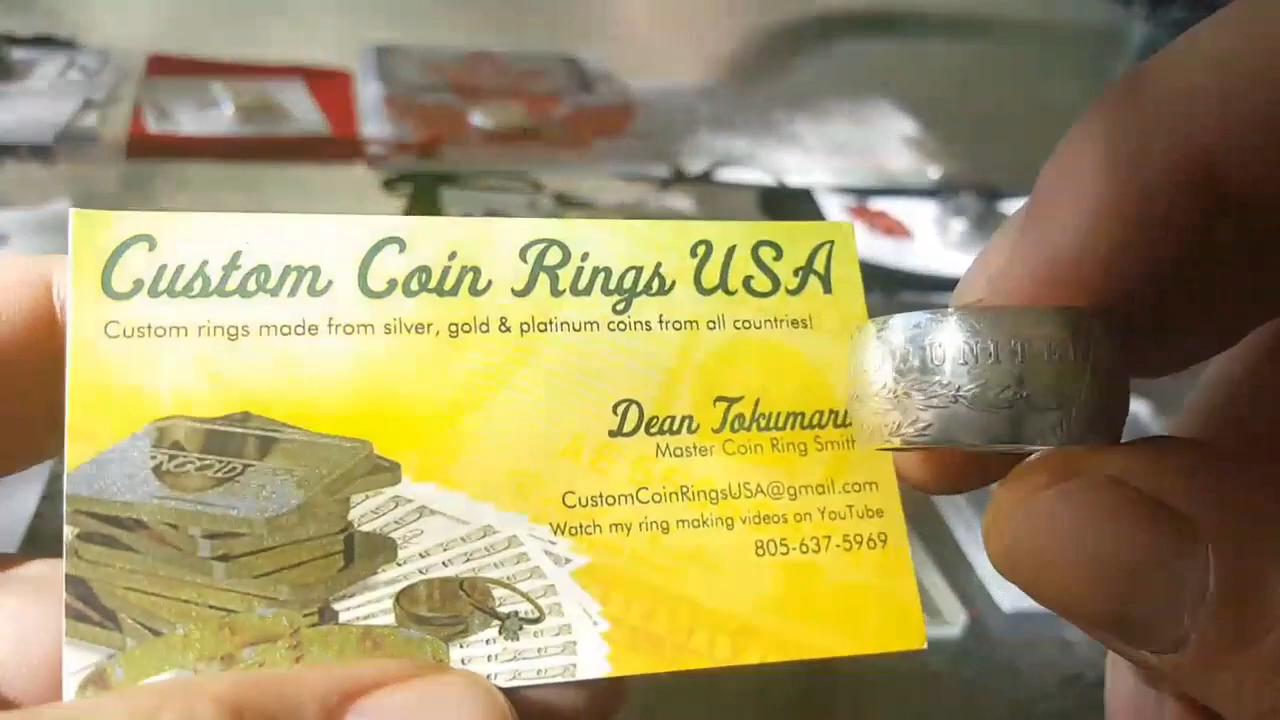 Custom Coin Rings USA
Custom rings made from silver, gold & platinum coins from all countries!
Dean Tokumaru
Master Coin Ring Smith
CustomCoinRingsUSA@gmail.com
Watch my ring making videos on YouTube
805-637-5969
UNITE